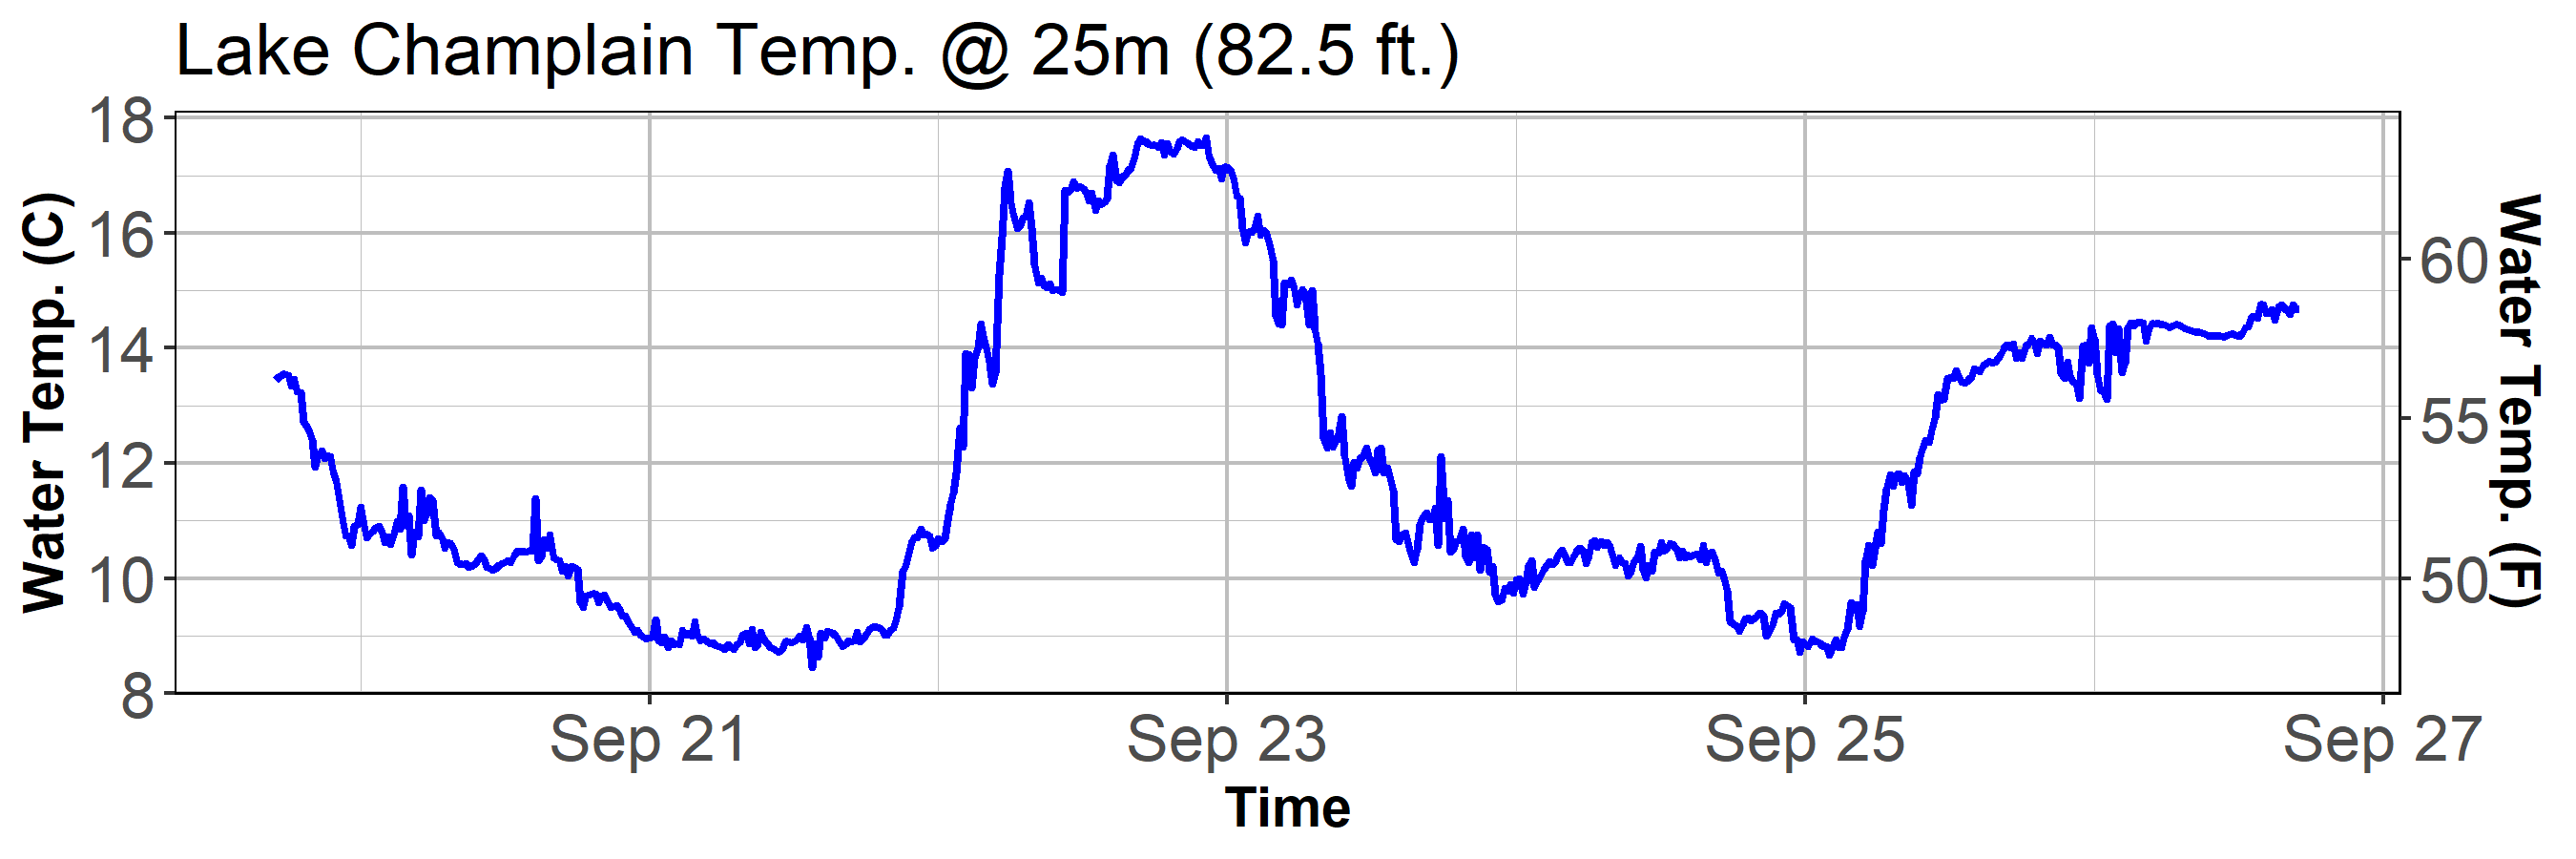 Lake Champlain Temp. @ 25m (82.5 ft.)
Water Temp. (C)
18
16
14
12
10
8
60
55
50
Water Temp. (F)
Sep 21
Sep 23
Sep 25
Sep 27
Time